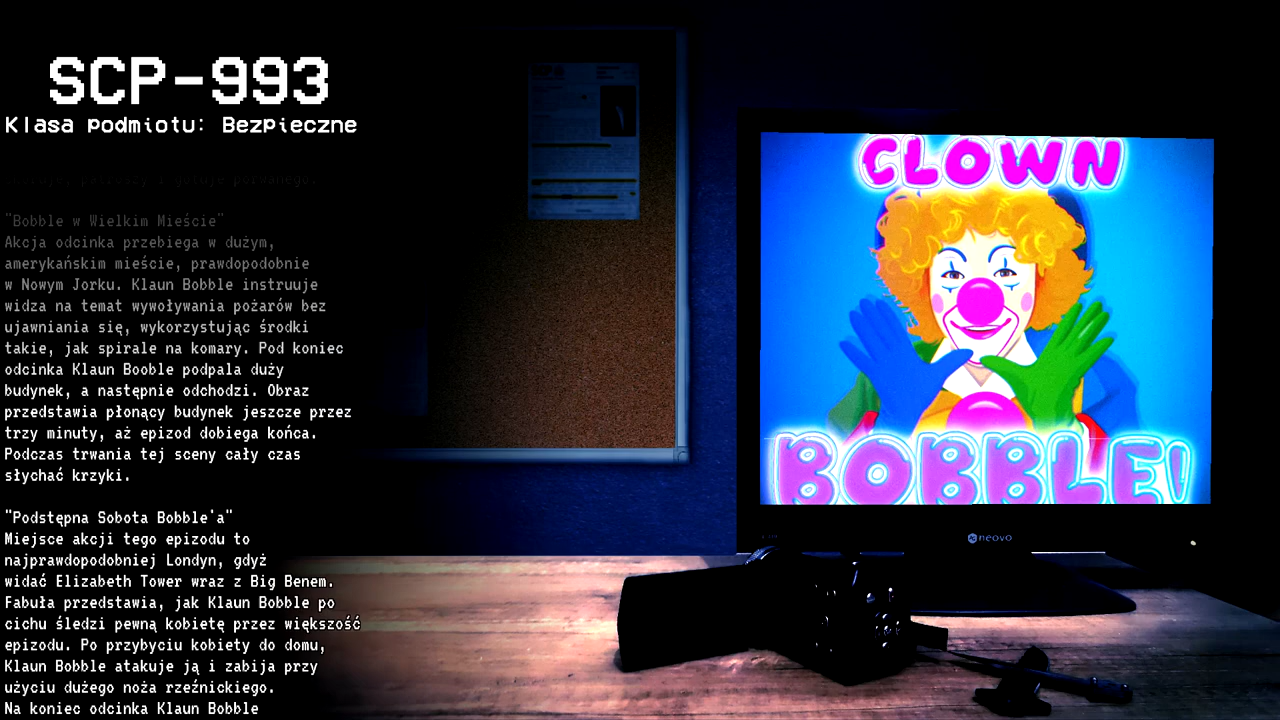 SCP-993
Klasa podmiotu: Bezpieczne
instruuje, patroszy i gotuje porwanego.
"Bobble w Wielkim Mieście"
Akcja odcinka przebiega w dużym,
amerykańskim mieście, prawdopodobnie
w Nowym Jorku. Klaun Bobble instruuje
widza na temat wywoływania pożarów bez
ujawniania się, wykorzystując środki
takie, jak spirale na komary. Pod koniec
odcinka Klaun Booble podpala duży
budynek, a następnie odchodzi. Obraz
przedstawia płonący budynek jeszcze przez
trzy minuty, aż epizod dobiega końca.
Podczas trwania tej sceny cały czas
słychać krzyki.
"Podstępna Sobota Bobble'a"
Miejsce akcji tego epizodu to
najprawdopodobniej Londyn, gdyż
widać Elizabeth Tower wraz z Big Benem.
Fabuła przedstawia, jak Klaun Bobble po
cichu śledzi pewną kobietę przez większość
epizodu. Po przybyciu kobiety do domu,
Klaun Bobble atakuje ją i zabija przy
użyciu dużego noża rzeźnickiego.
Na koniec odcinka Klaun Bobble
CLOWN
BOBBLE!
neovo